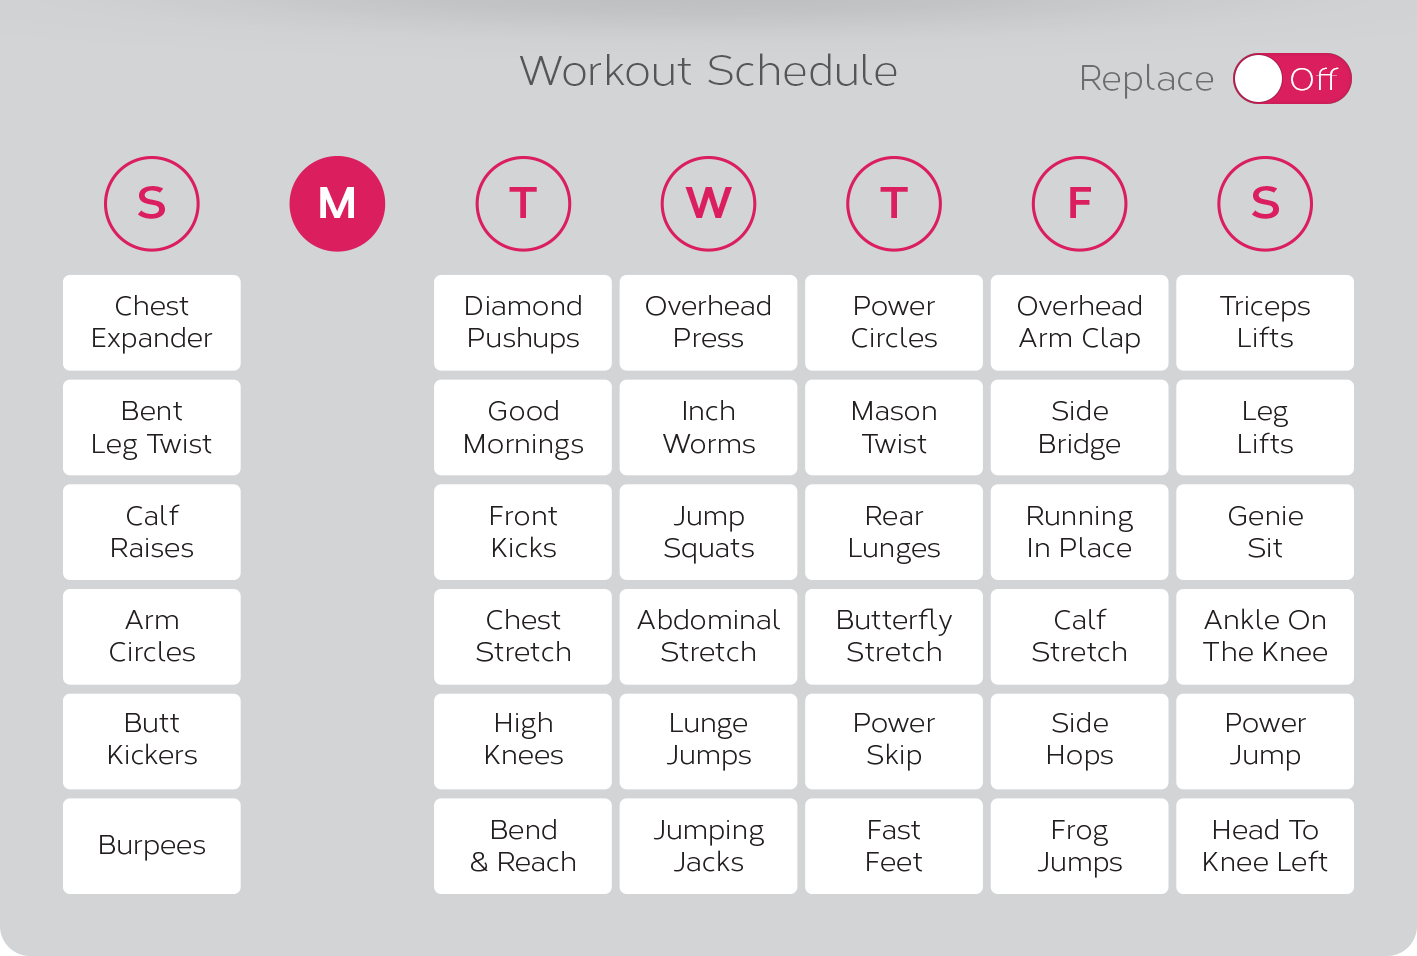 Workout Schedule
Replace Off
S M T W T F S
Chest
Expander
Diamond
Pushups
Overhead
Press
Power
Circles
Overhead
Arm Clap
Triceps
Lifts
Bent
Leg Twist
Good
Mornings
Inch
Worms
Mason
Twist
Side
Bridge
Leg
Lifts
Calf
Raises
Front
Kicks
Jump
Squats
Rear
Lunges
Running
In Place
Genie
Sit
Arm
Circles
Chest
Stretch
Abdominal
Stretch
Butterfly
Stretch
Calf
Stretch
Ankle On
The Knee
Butt
Kickers
High
Knees
Lunge
Jumps
Power
Skip
Side
Hops
Power
Jump
Burpees
Bend
& Reach
Jumping
Jacks
Fast
Feet
Frog
Jumps
Head To
Knee Left